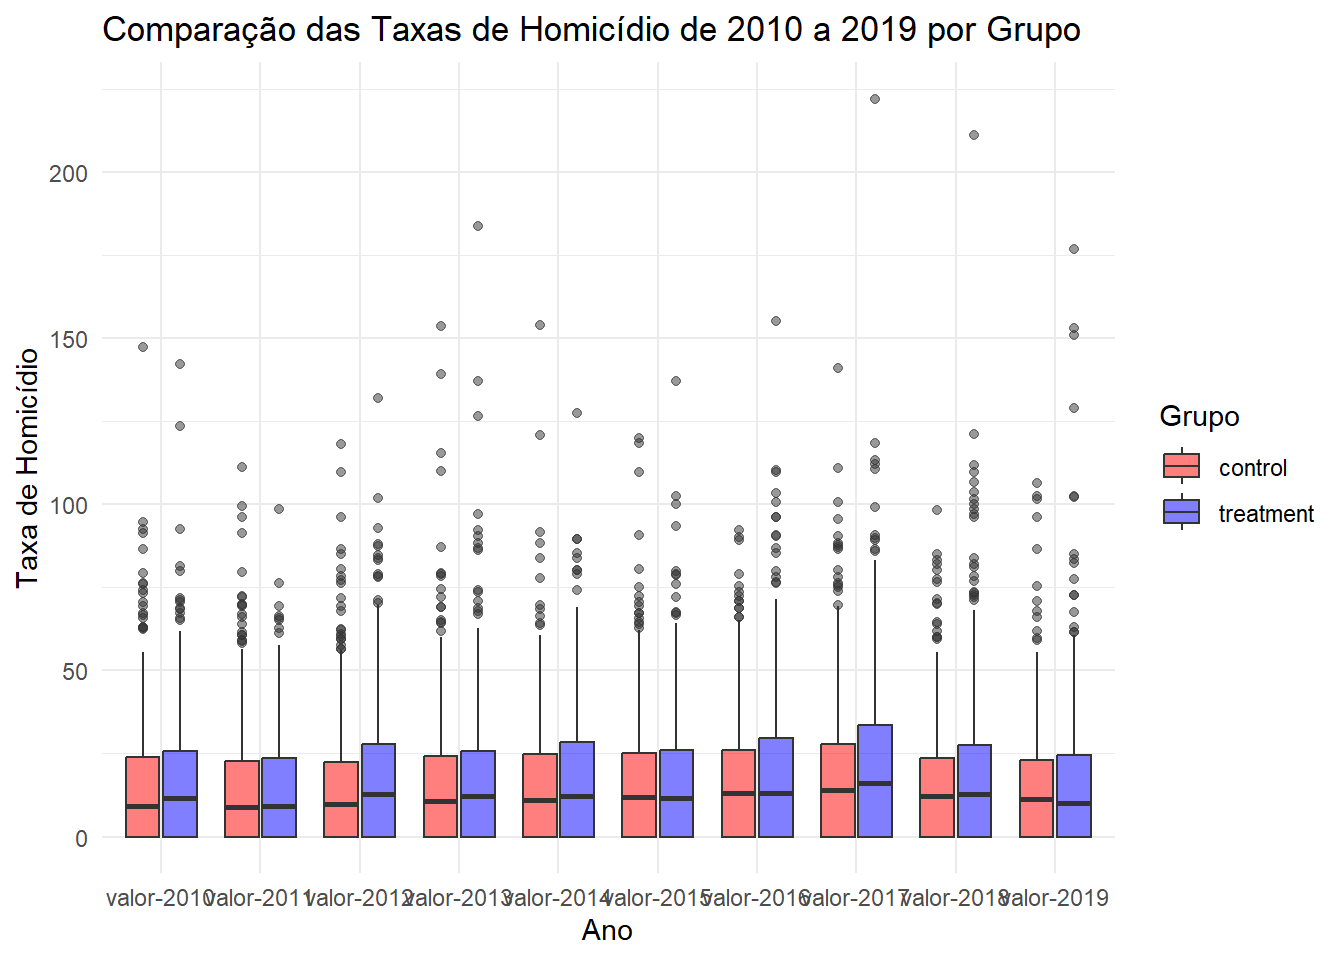 Comparação das Taxas de Homicídio de 2010 a 2019 por Grupo
Taxa de Homicídio
200
150
100
50
0
valor-2010 valor-2011 valor-2012 valor-2013 valor-2014 valor-2015 valor-2016 valor-2017 valor-2018 valor-2019
Ano
Grupo
control
treatment